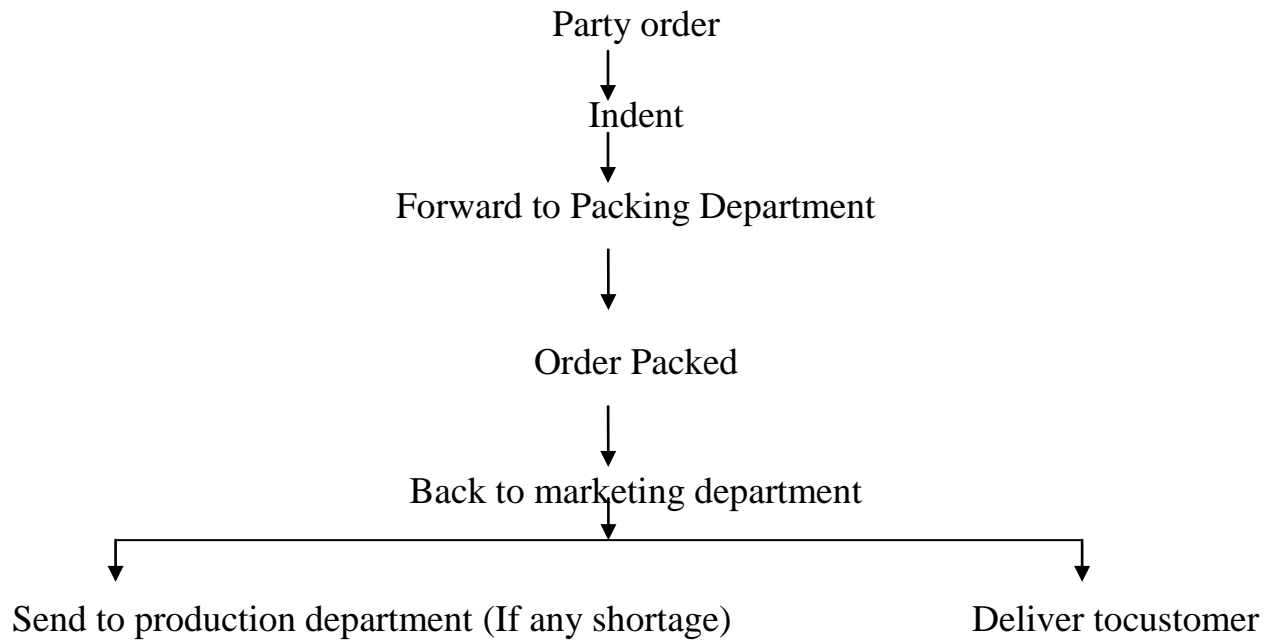 Party order
Indent
Forward to Packing Department
Order Packed
Back to marketing department
Send to production department (If any shortage)
Deliver tocustomer